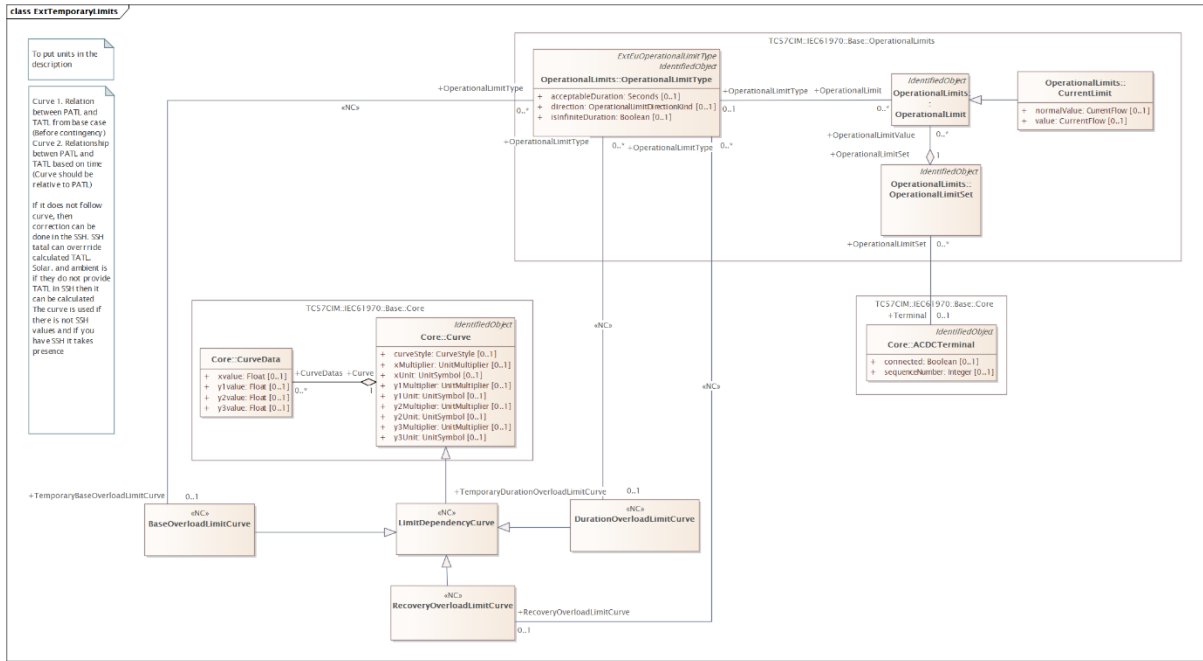 class ExtTemporaryLimits
To put units in the
description
Curve 1. Relation
between PATL and
TATL from base case
(Before contingency)
Curve 2. Relationship
betwen PATL and
TATL based on time
(Curve should be
relative to PATL)
If it does not follow
curve, then
correction can be
done in the SSH. SSH
tatal can overrride
calculated TATL.
Solar, and ambient is
if they do not provide
TATL in SSH then it
can be calculated
The curve is used if
there is not SSH
values and if you
have SSH it takes
presence
TC57CIM::IEC61970::Base::OperationalLimits
ExtEuOperationalLimitType
IdentifiedObject
OperationalLimits::OperationalLimitType
+ acceptableDuration: Seconds [0..1]
+ direction: OperationalLimitDirectionKind [0..1]
+ isInfiniteDuration: Boolean [0..1]
+OperationalLimitType
0..*
«NC»
+OperationalLimitType
0..1
+OperationalLimit
0..*
IdentifiedObject
OperationalLimits:
:
OperationalLimit
OperationalLimits::
CurrentLimit
+ normalValue: CurrentFlow [0..1]
+ value: CurrentFlow [0..1]
+OperationalLimitType
0..*
+OperationalLimitType
0..*
+OperationalLimitValue
0..*
+OperationalLimitSet
1
IdentifiedObject
OperationalLimits::
OperationalLimitSet
+OperationalLimitSet
0..*
TC57CIM::IEC61970::Base::Core
+Terminal
0..1
IdentifiedObject
Core::ACDCTerminal
+ connected: Boolean [0..1]
+ sequenceNumber: Integer [0..1]
TC57CIM::IEC61970::Base::Core
IdentifiedObject
Core::Curve
+ curveStyle: CurveStyle [0..1]
+ xMultiplier: UnitMultiplier [0..1]
+ xUnit: UnitSymbol [0..1]
+ y1Multiplier: UnitMultiplier [0..1]
+ y1Unit: UnitSymbol [0..1]
+ y2Multiplier: UnitMultiplier [0..1]
+ y2Unit: UnitSymbol [0..1]
+ y3Multiplier: UnitMultiplier [0..1]
+ y3Unit: UnitSymbol [0..1]
Core::CurveData
+ xvalue: Float [0..1]
+ y1value: Float [0..1]
+ y2value: Float [0..1]
+ y3value: Float [0..1]
+CurveDatas
0..*
+Curve
1
«NC»
«NC»
+TemporaryBaseOverloadLimitCurve
0..1
«NC»
BaseOverloadLimitCurve
«NC»
LimitDependencyCurve
+TemporaryDurationOverloadLimitCurve
0..1
«NC»
DurationOverloadLimitCurve
«NC»
RecoveryOverloadLimitCurve
+RecoveryOverloadLimitCurve
0..1